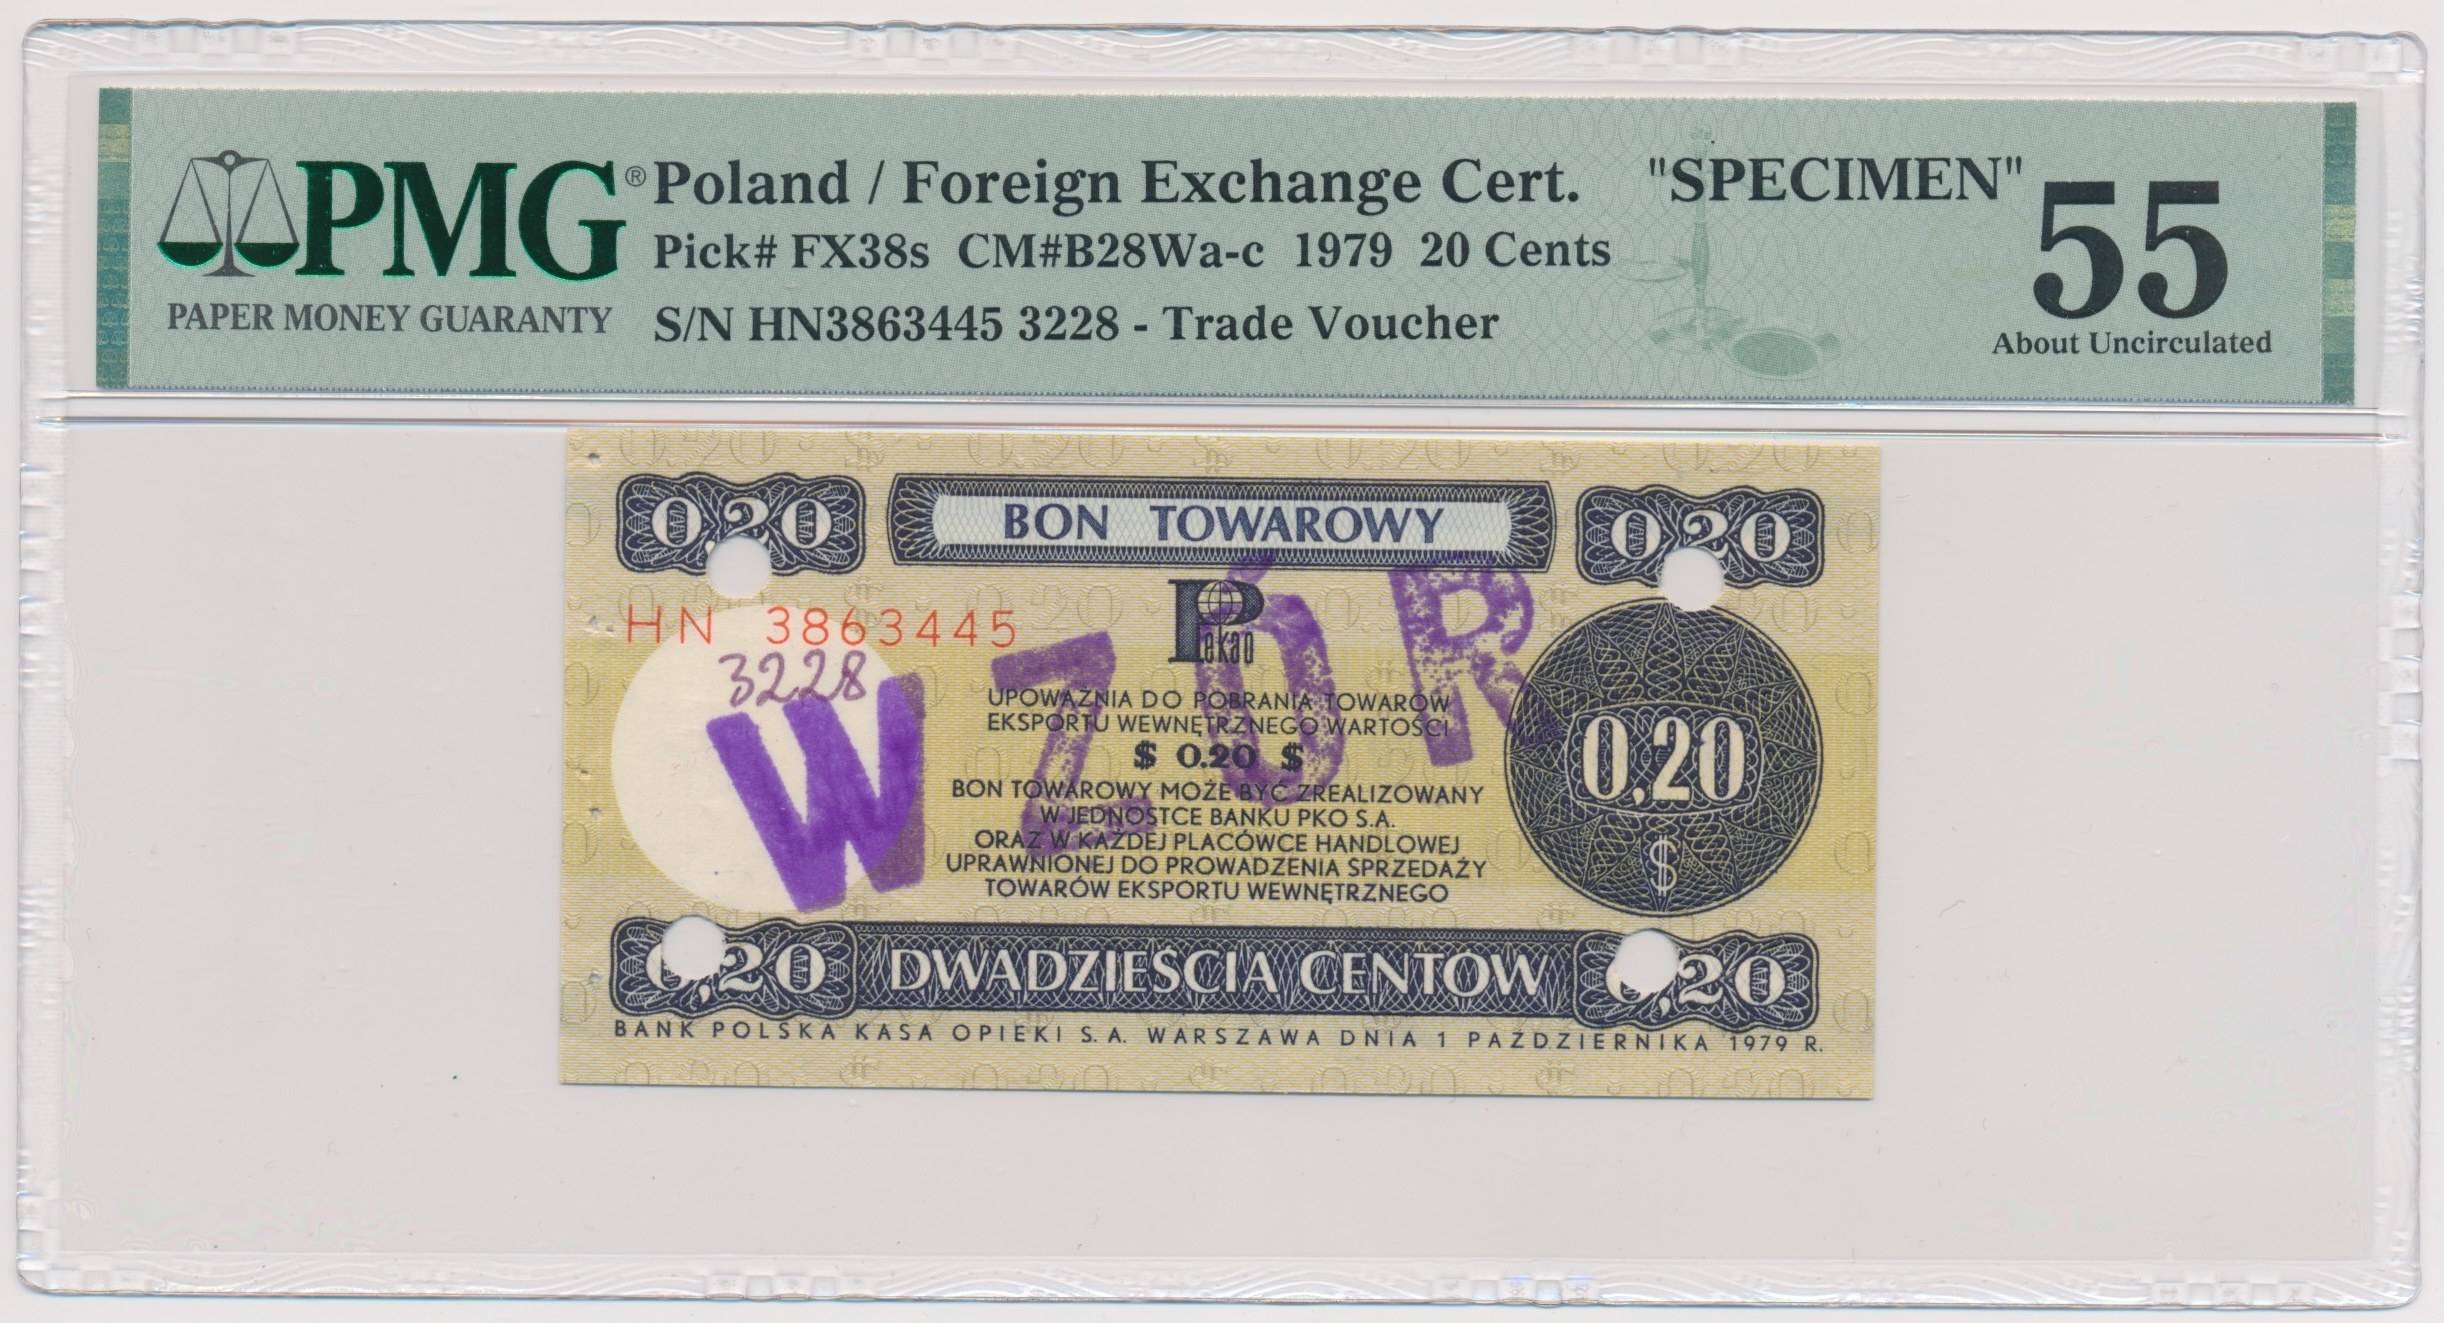 PMG® Poland / Foreign Exchange Cert. "SPECIMEN" 55
Pick# FX38s CM#B28Wa-c 1979 20 Cents
PAPER MONEY GUARANTY S/N HN3863445 3228 - Trade Voucher About Uncirculated
0,20 BON TOWAROWY 0,20
HN 3863445
Pekao
3228
WZÓR
UPOWAŻNIA DO POBRANIA TOWARÓW
EKSPORTU WEWNĘTRZNEGO WARTOŚCI
$ 0.20 $
0,20
BON TOWAROWY MOŻE BYĆ ZREALIZOWANY
W JEDNOSTCE BANKU PKO S.A.
ORAZ W KAŻDEJ PLACÓWCE HANDLOWEJ
UPRAWNIONEJ DO PROWADZENIA SPRZEDAŻY
TOWARÓW EKSPORTU WEWNĘTRZNEGO
$
0,20 DWADZIEŚCIA CENTÓW 0,20
BANK POLSKA KASA OPIEKI S.A. WARSZAWA DNIA 1 PAŹDZIERNIKA 1979 R.